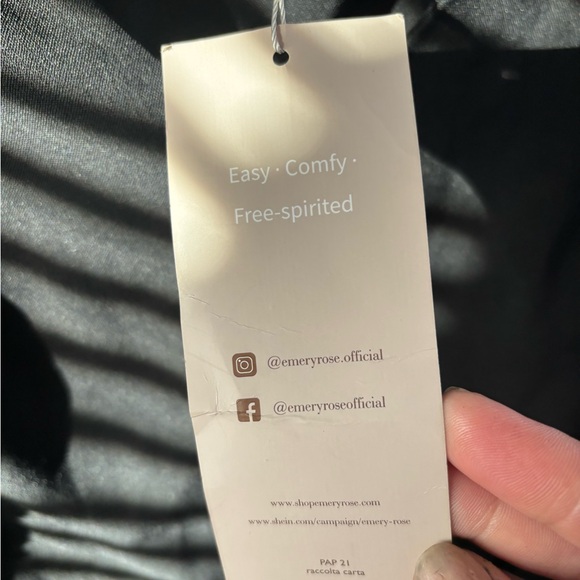 Easy · Comfy ·
Free-spirited
@emeryrose.official
@emeryroseofficial
www.shopemeryrose.com
www.shein.com/campaign/emery-rose
PAP 21
raccolta carta